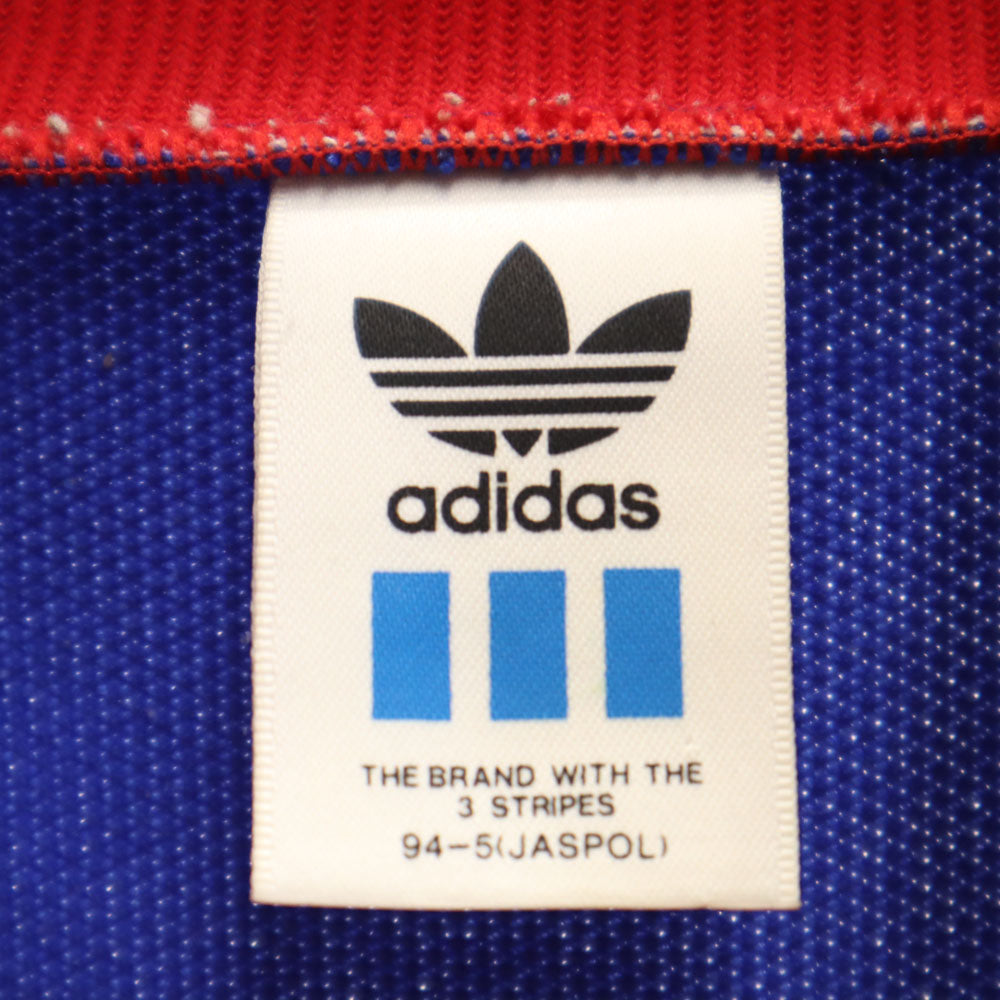 adidas
THE BRAND WITH THE
3 STRIPES
94-5(JASPOL)